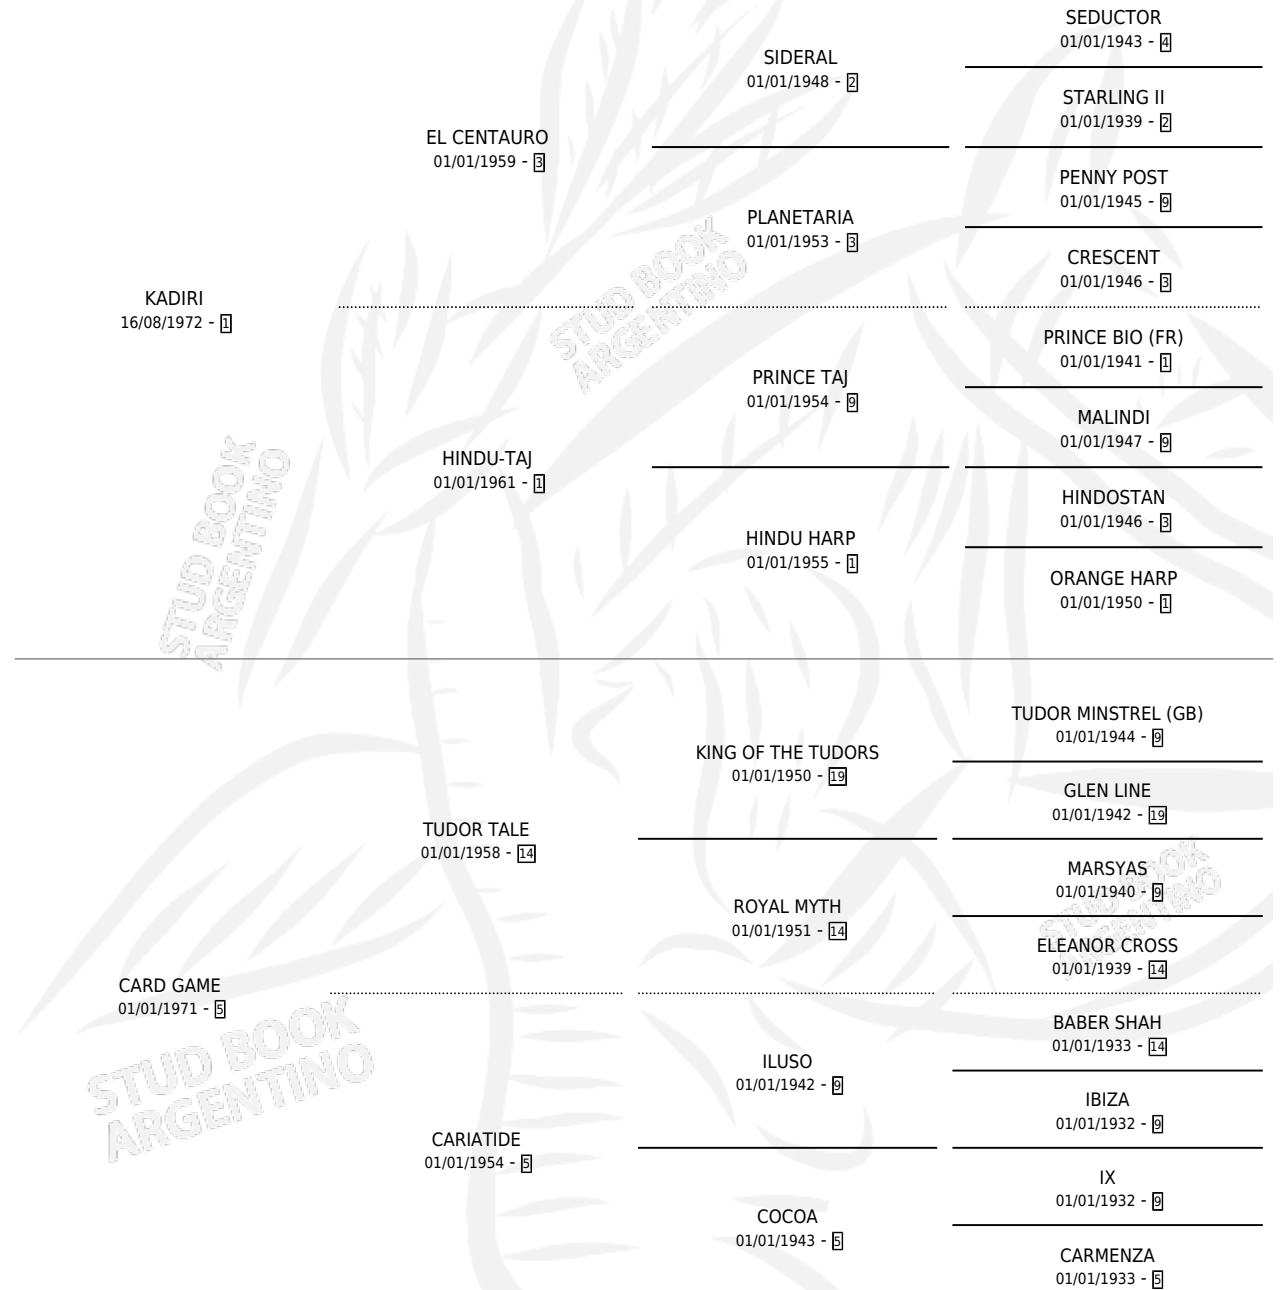 SEDUCTOR
01/01/1943 - 4
SIDERAL
01/01/1948 - 2
STARLING II
01/01/1939 - 2
EL CENTAURO
01/01/1959 - 3
PENNY POST
01/01/1945 - 9
PLANETARIA
01/01/1953 - 3
CRESCENT
01/01/1946 - 3
KADIRI
16/08/1972 - 1
PRINCE BIO (FR)
01/01/1941 - 1
PRINCE TAJ
01/01/1954 - 9
MALINDI
01/01/1947 - 9
HINDU-TAJ
01/01/1961 - 1
HINDOSTAN
01/01/1946 - 3
HINDU HARP
01/01/1955 - 1
ORANGE HARP
01/01/1950 - 1
STUD BOOK
ARGENTINO
STUD BOOK
ARGENTINO
TUDOR MINSTREL (GB)
01/01/1944 - 9
KING OF THE TUDORS
01/01/1950 - 19
GLEN LINE
01/01/1942 - 19
TUDOR TALE
01/01/1958 - 14
MARSYAS
01/01/1940 - 9
ROYAL MYTH
01/01/1951 - 14
ELEANOR CROSS
01/01/1939 - 14
CARD GAME
01/01/1971 - 5
BABER SHAH
01/01/1933 - 14
ILUSO
01/01/1942 - 9
IBIZA
01/01/1932 - 9
CARIATIDE
01/01/1954 - 5
IX
01/01/1932 - 9
COCOA
01/01/1943 - 5
CARMENZA
01/01/1933 - 5
STUD BOOK
ARGENTINO
STUD BOOK
ARGENTINO